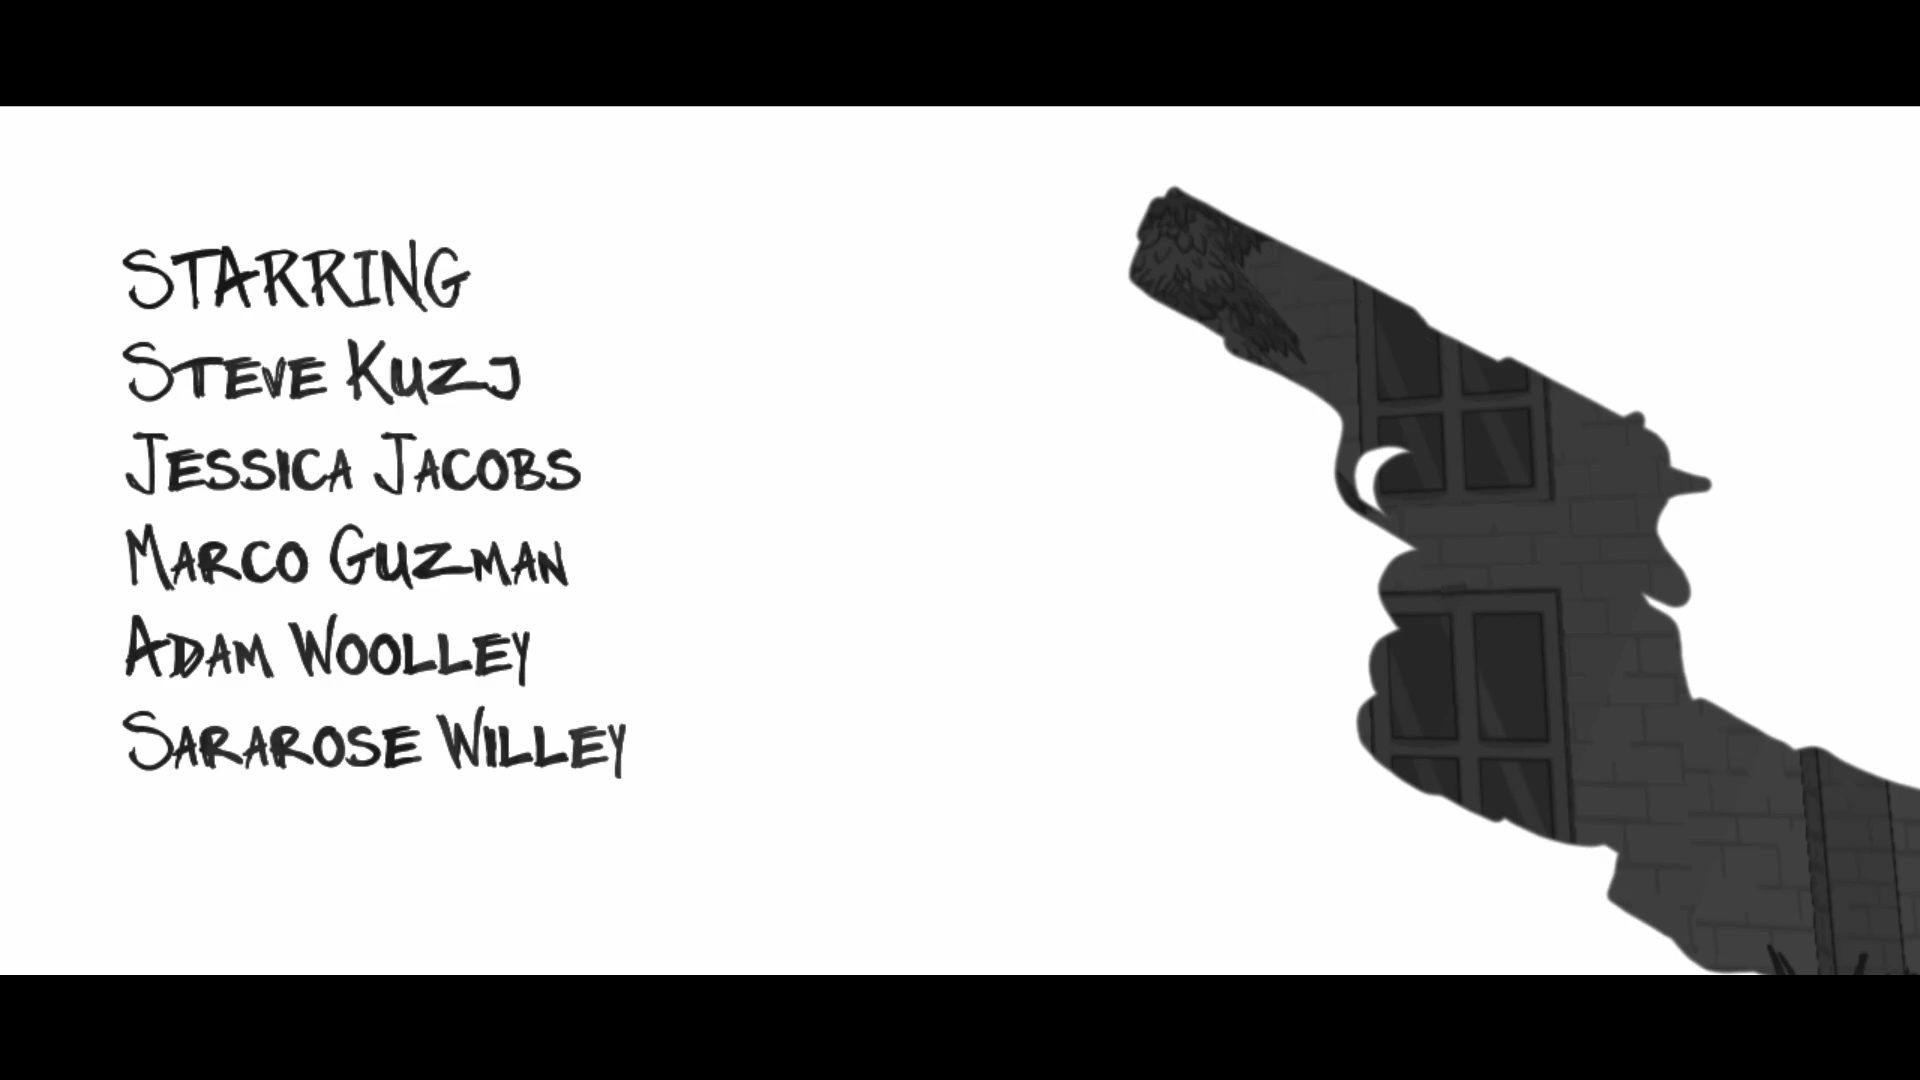 STARRING
STEVE KUZJ
JESSICA JACOBS
MARCO GUZMAN
ADAM WOOLLEY
SARAROSE WILLEY